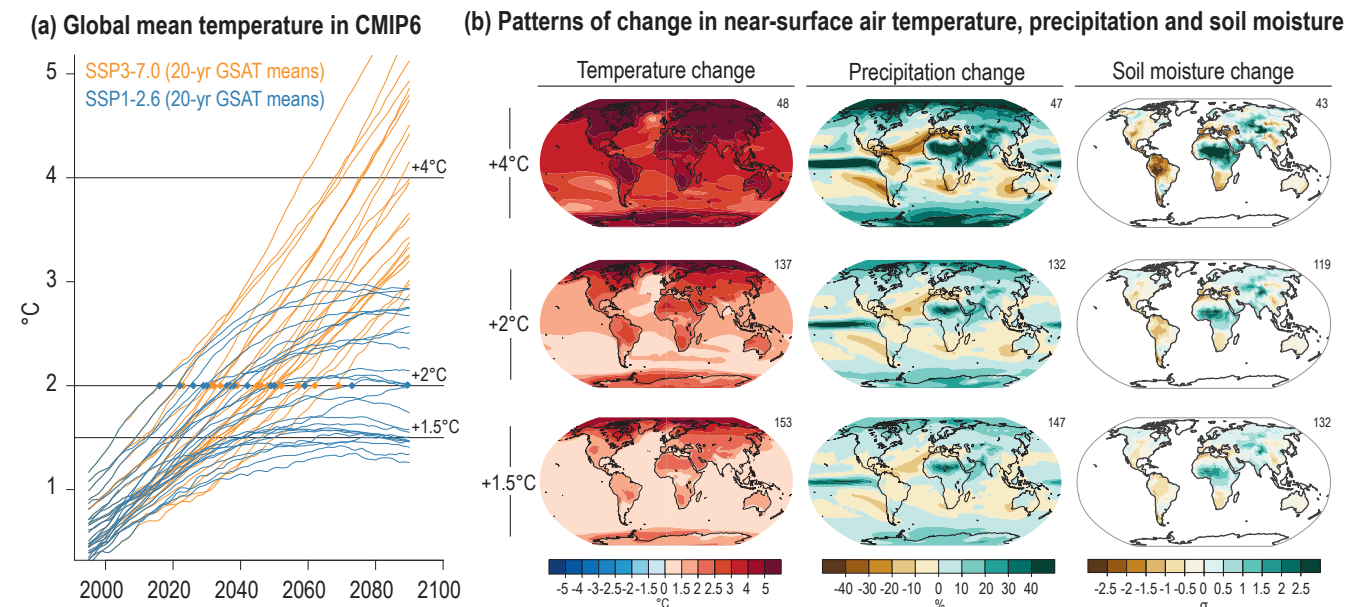 (a) Global mean temperature in CMIP6
SSP3-7.0 (20-yr GSAT means)
SSP1-2.6 (20-yr GSAT means)
5
+4°C
4
3
°C
+2°C
2
+1.5°C
1
2000 2020 2040 2060 2080 2100
(b) Patterns of change in near-surface air temperature, precipitation and soil moisture
Temperature change Precipitation change Soil moisture change
48 47 43
+4°C
137 132 119
+2°C
153 147 132
+1.5°C
-5 -4 -3-2.5-2-1.5-1 0 1 1.5 2 2.5 3 4 5
°C
-40 -30 -20 -10 0 10 20 30 40
%
-2.5 -2 -1.5 -1 -0.5 0 0.5 1 1.5 2 2.5
σ